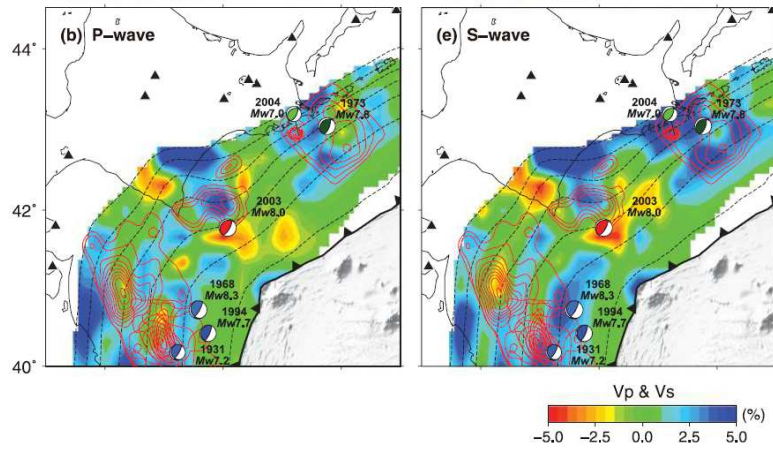 (b) P-wave
44°
42°
40°
2004
Mw7.0
1973
Mw7.8
2003
Mw8.0
1968
Mw8.3
1994
Mw7.7
1931
Mw7.2
(e) S-wave
2004
Mw7.0
1973
Mw7.8
2003
Mw8.0
1968
Mw8.3
1994
Mw7.7
1931
Mw7.2
Vp & Vs
(%)
−5.0 −2.5 0.0 2.5 5.0